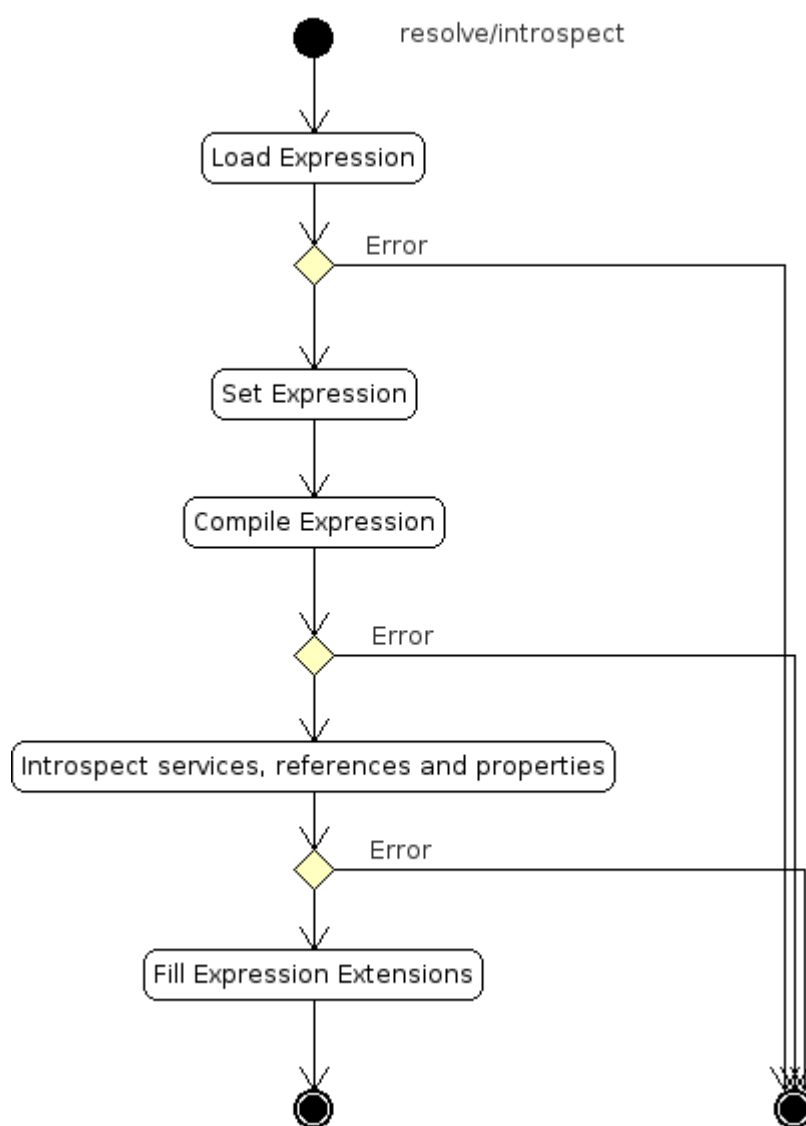 resolve/introspect
Load Expression
Error
Set Expression
Compile Expression
Error
Introspect services, references and properties
Error
Fill Expression Extensions